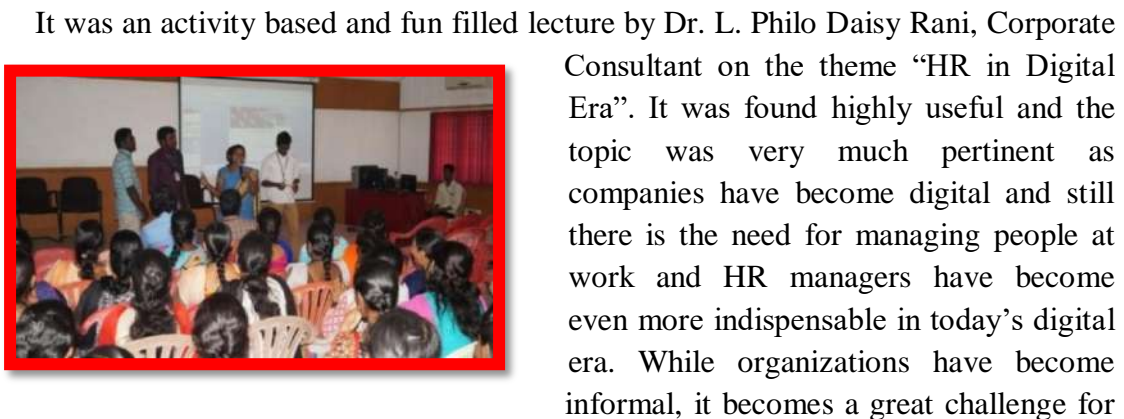 It was an activity based and fun filled lecture by Dr. L. Philo Daisy Rani, Corporate
Consultant on the theme “HR in Digital
Era”. It was found highly useful and the
topic was very much pertinent as
companies have become digital and still
there is the need for managing people at
work and HR managers have become
even more indispensable in today’s digital
era. While organizations have become
informal, it becomes a great challenge for